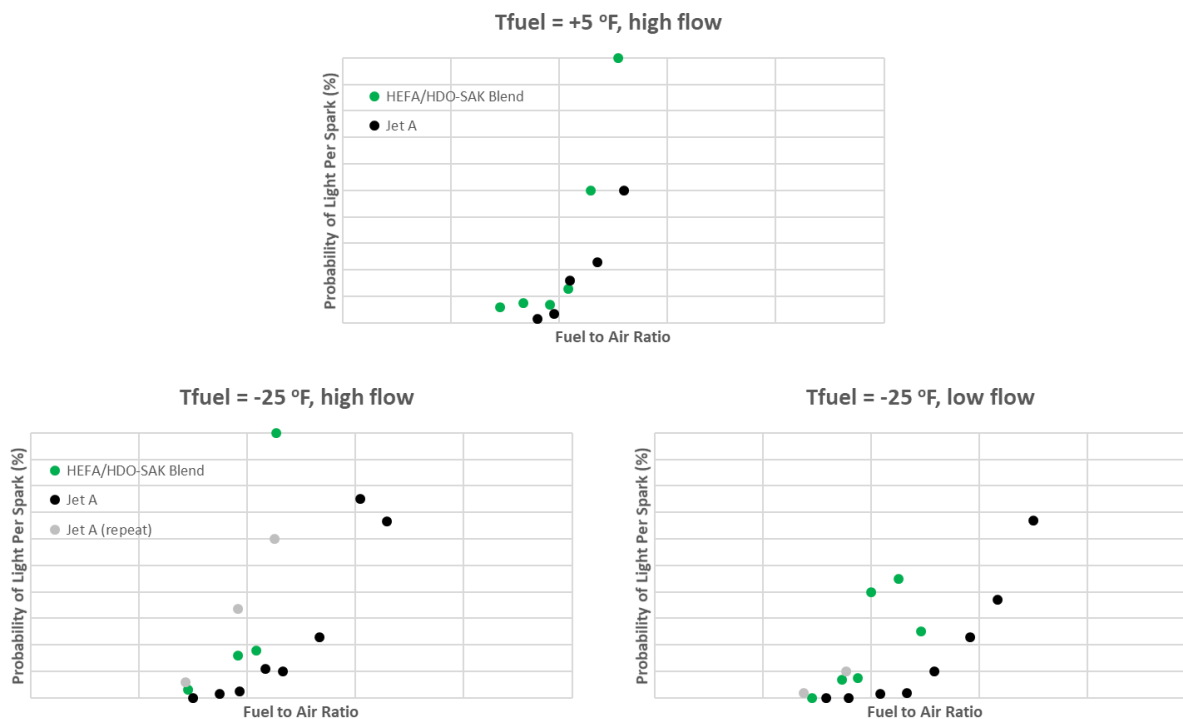 Tfuel = +5 ºF, high flow
Probability of Light Per Spark (%)
HEFA/HDO-SAK Blend
Jet A
Fuel to Air Ratio
Tfuel = -25 ºF, high flow
Probability of Light Per Spark (%)
HEFA/HDO-SAK Blend
Jet A
Jet A (repeat)
Fuel to Air Ratio
Tfuel = -25 ºF, low flow
Probability of Light Per Spark (%)
Fuel to Air Ratio